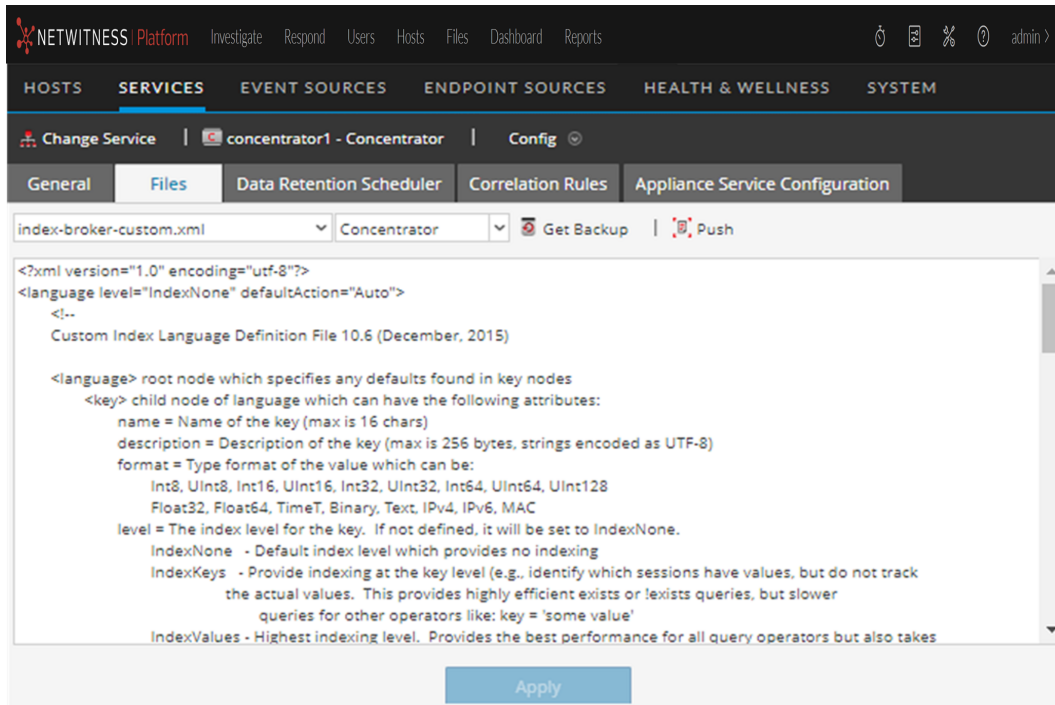 NETWITNESS | Platform Investigate Respond Users Hosts Files Dashboard Reports admin >
HOSTS SERVICES EVENT SOURCES ENDPOINT SOURCES HEALTH & WELLNESS SYSTEM
Change Service | C concentrator1 - Concentrator | Config
General Files Data Retention Scheduler Correlation Rules Appliance Service Configuration
index-broker-custom.xml Concentrator Get Backup | Push
<?xml version="1.0" encoding="utf-8"?>
<language level="IndexNone" defaultAction="Auto">
<!--
Custom Index Language Definition File 10.6 (December, 2015)
<language> root node which specifies any defaults found in key nodes
<key> child node of language which can have the following attributes:
name = Name of the key (max is 16 chars)
description = Description of the key (max is 256 bytes, strings encoded as UTF-8)
format = Type format of the value which can be:
Int8, UInt8, Int16, UInt16, Int32, UInt32, Int64, UInt64, UInt128
Float32, Float64, TimeT, Binary, Text, IPv4, IPv6, MAC
level = The index level for the key. If not defined, it will be set to IndexNone.
IndexNone - Default index level which provides no indexing
IndexKeys - Provide indexing at the key level (e.g., identify which sessions have values, but do not track
the actual values. This provides highly efficient exists or !exists queries, but slower
queries for other operators like: key = 'some value'
IndexValues - Highest indexing level. Provides the best performance for all query operators but also takes
Apply